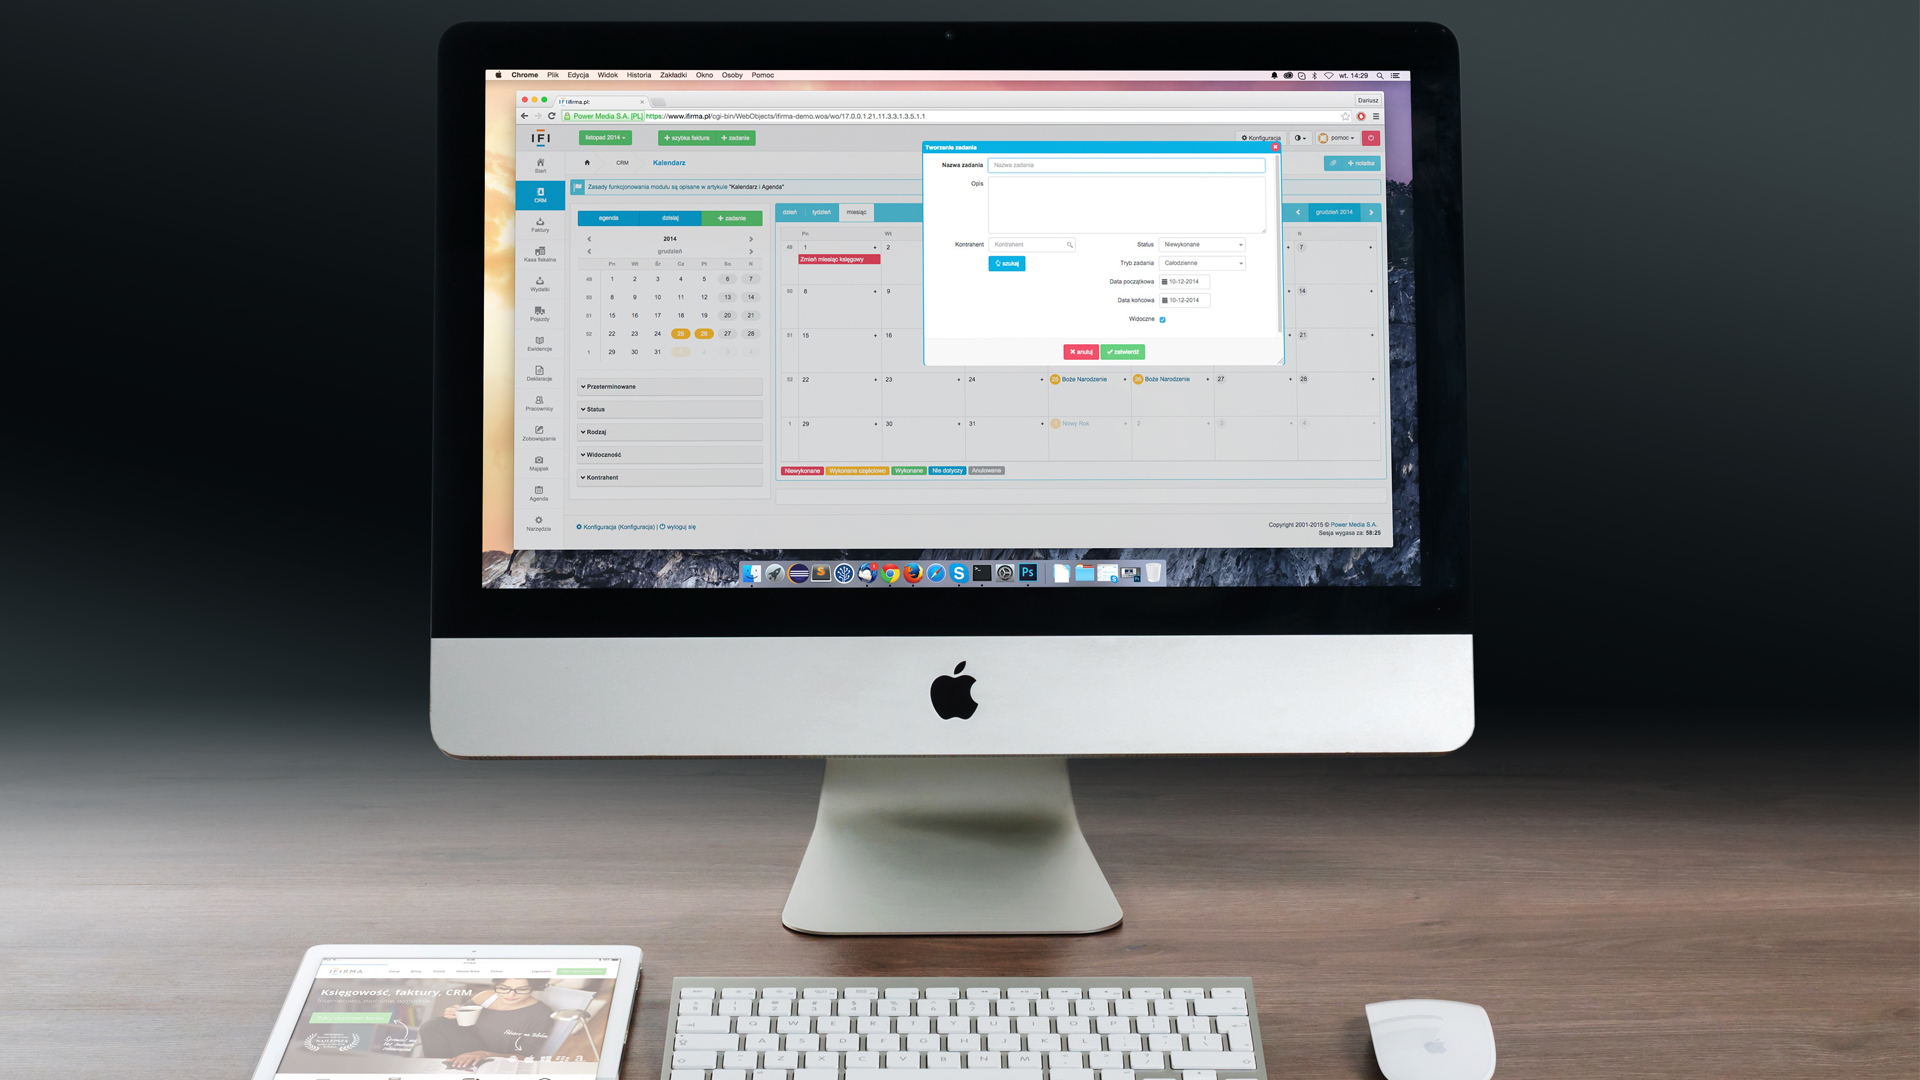 Chrome Plik Edycja Widok Historia Zakładki Okno Osoby Pomoc
wt. 14:29
ifirma.pl:
Dariusz
Power Media S.A. [PL] https://www.ifirma.pl/cgi-bin/WebObjects/ifirma-demo.woa/wo/17.0.0.1.21.11.3.3.1.3.5.1.1
IFI
listopad 2014
szybka faktura
zadanie
Konfiguracja
pomoc
Start
CRM
Faktury
Kasa fiskalna
Wydatki
Pojazdy
Ewidencje
Deklaracje
Pracownicy
Zobowiązania
Majątek
Agenda
Narzędzia
CRM
Kalendarz
notatka
Zasady funkcjonowania modułu są opisane w artykule "Kalendarz i Agenda"
agenda dzisiaj zadanie
2014
grudzień
Pn Wt Śr Cz Pt So N
49 1 2 3 4 5 6 7
50 8 9 10 11 12 13 14
51 15 16 17 18 19 20 21
52 22 23 24 25 26 27 28
1 29 30 31 1 2 3 4
Przeterminowane
Status
Rodzaj
Widoczność
Kontrahent
dzień tydzień miesiąc
grudzień 2014
Pn Wt N
49 1 2 7
Zmień miesiąc księgowy
50 8 9 14
51 15 16 21
52 22 23 24 25 Boże Narodzenie 26 Boże Narodzenie 27 28
1 29 30 31 1 Nowy Rok 2 3 4
Niewykonane Wykonane częściowo Wykonane Nie dotyczy Anulowane
Tworzenie zadania
Nazwa zadania Nazwa zadania
Opis
Kontrahent Kontrahent
szukaj
Status Niewykonane
Tryb zadania Całodzienne
Data początkowa 10-12-2014
Data końcowa 10-12-2014
Widoczne
anuluj zatwierdź
Konfiguracja (Konfiguracja) | wyloguj się
Copyright 2001-2015 © Power Media S.A.
Sesja wygasa za: 58:25
S
Ps
IFIRMA
Księgowość, faktury, CRM
Q W E R T Y U I O P
A S D F G H J K L
Z X C V B N M